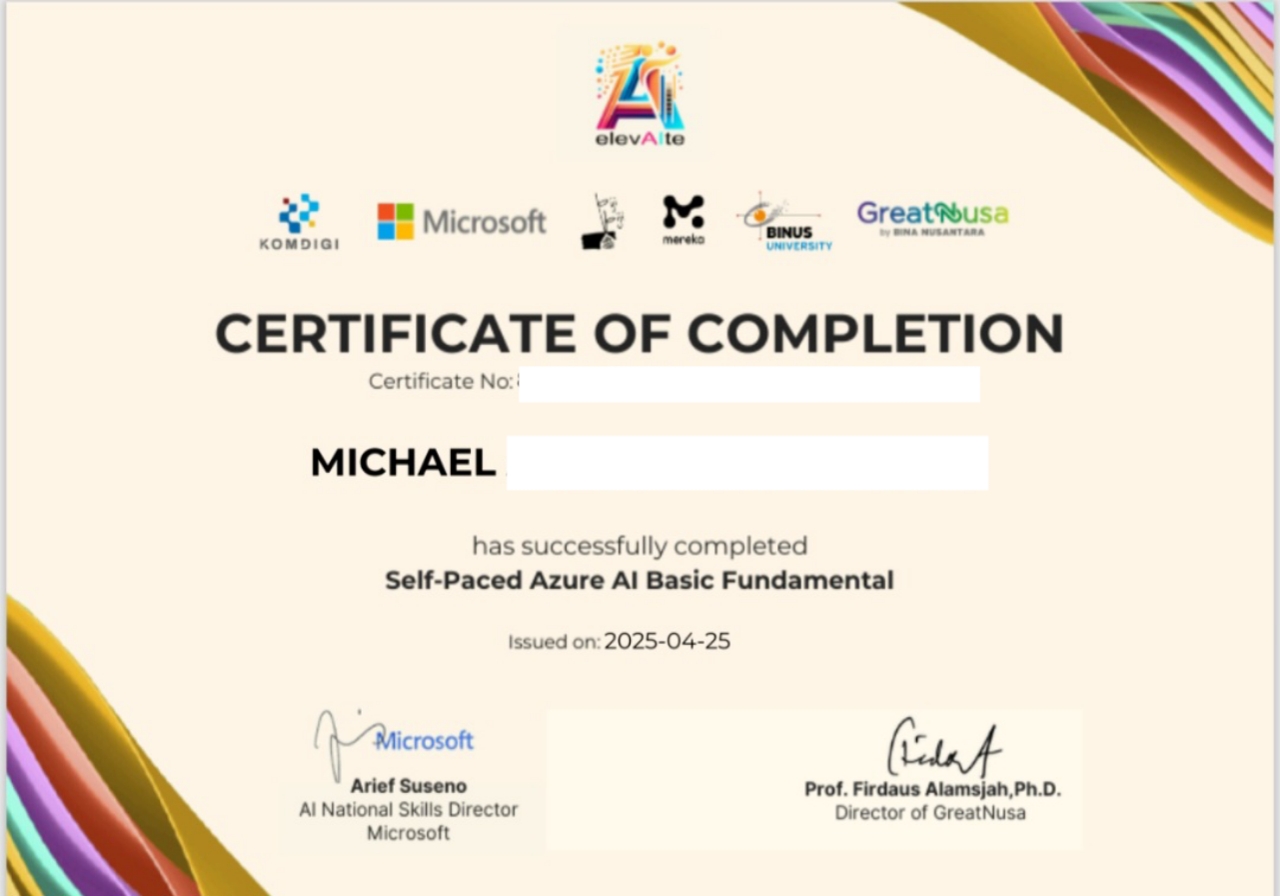 elevAIte
KOMDIGI
Microsoft
mereka
BINUS
UNIVERSITY
GreatNusa
by BINA NUSANTARA
CERTIFICATE OF COMPLETION
Certificate No:
MICHAEL
has successfully completed
Self-Paced Azure AI Basic Fundamental
Issued on: 2025-04-25
Microsoft
Arief Suseno
AI National Skills Director
Microsoft
Prof. Firdaus Alamsjah,Ph.D.
Director of GreatNusa